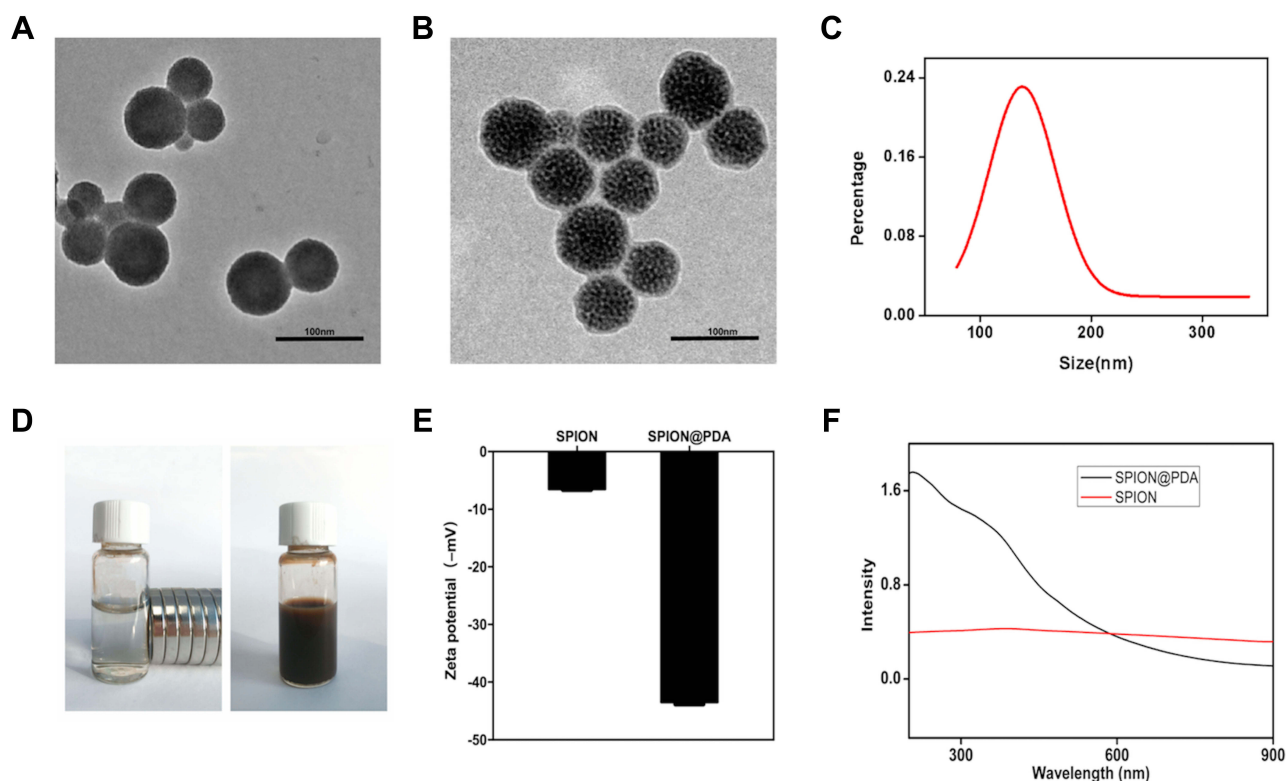 A
100nm
B
100nm
C
Percentage
0.24
0.16
0.08
0.00
100
200
300
Size(nm)
D
E
SPION
SPION@PDA
Zeta potential (−mV)
0
-10
-20
-30
-40
-50
F
Intensity
1.6
0.8
0.0
SPION@PDA
SPION
300
600
900
Wavelength (nm)